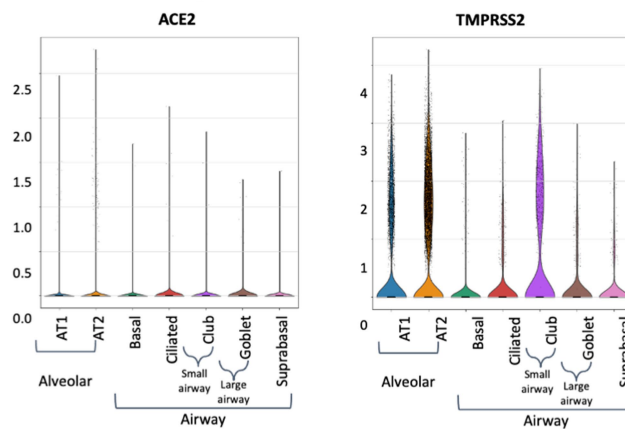 ACE2
2.5
2.0
1.5
1.0
0.5
0.0
AT1
AT2
Basal
Ciliated
Club
Goblet
Suprabasal
Small
airway
Large
airway
Alveolar
Airway
TMPRSS2
4
3
2
1
0
AT1
AT2
Basal
Ciliated
Club
Goblet
Suprabasal
Small
airway
Large
airway
Alveolar
Airway